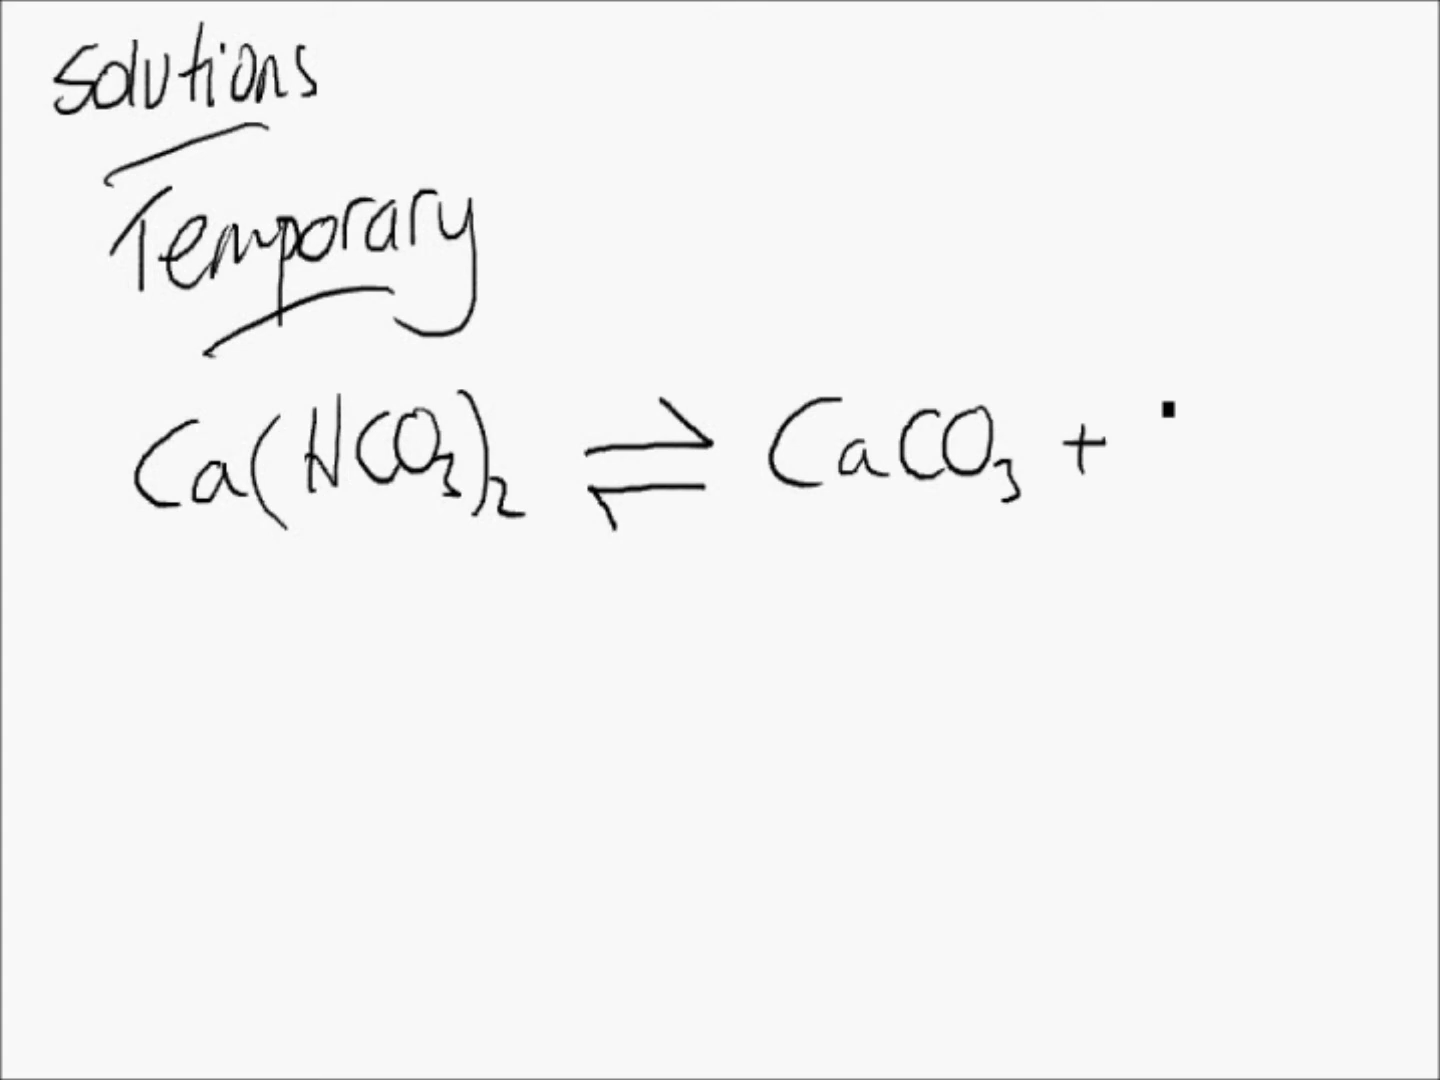 Solutions
Temporary
Ca(HCO₃)₂ ⇌ CaCO₃ +